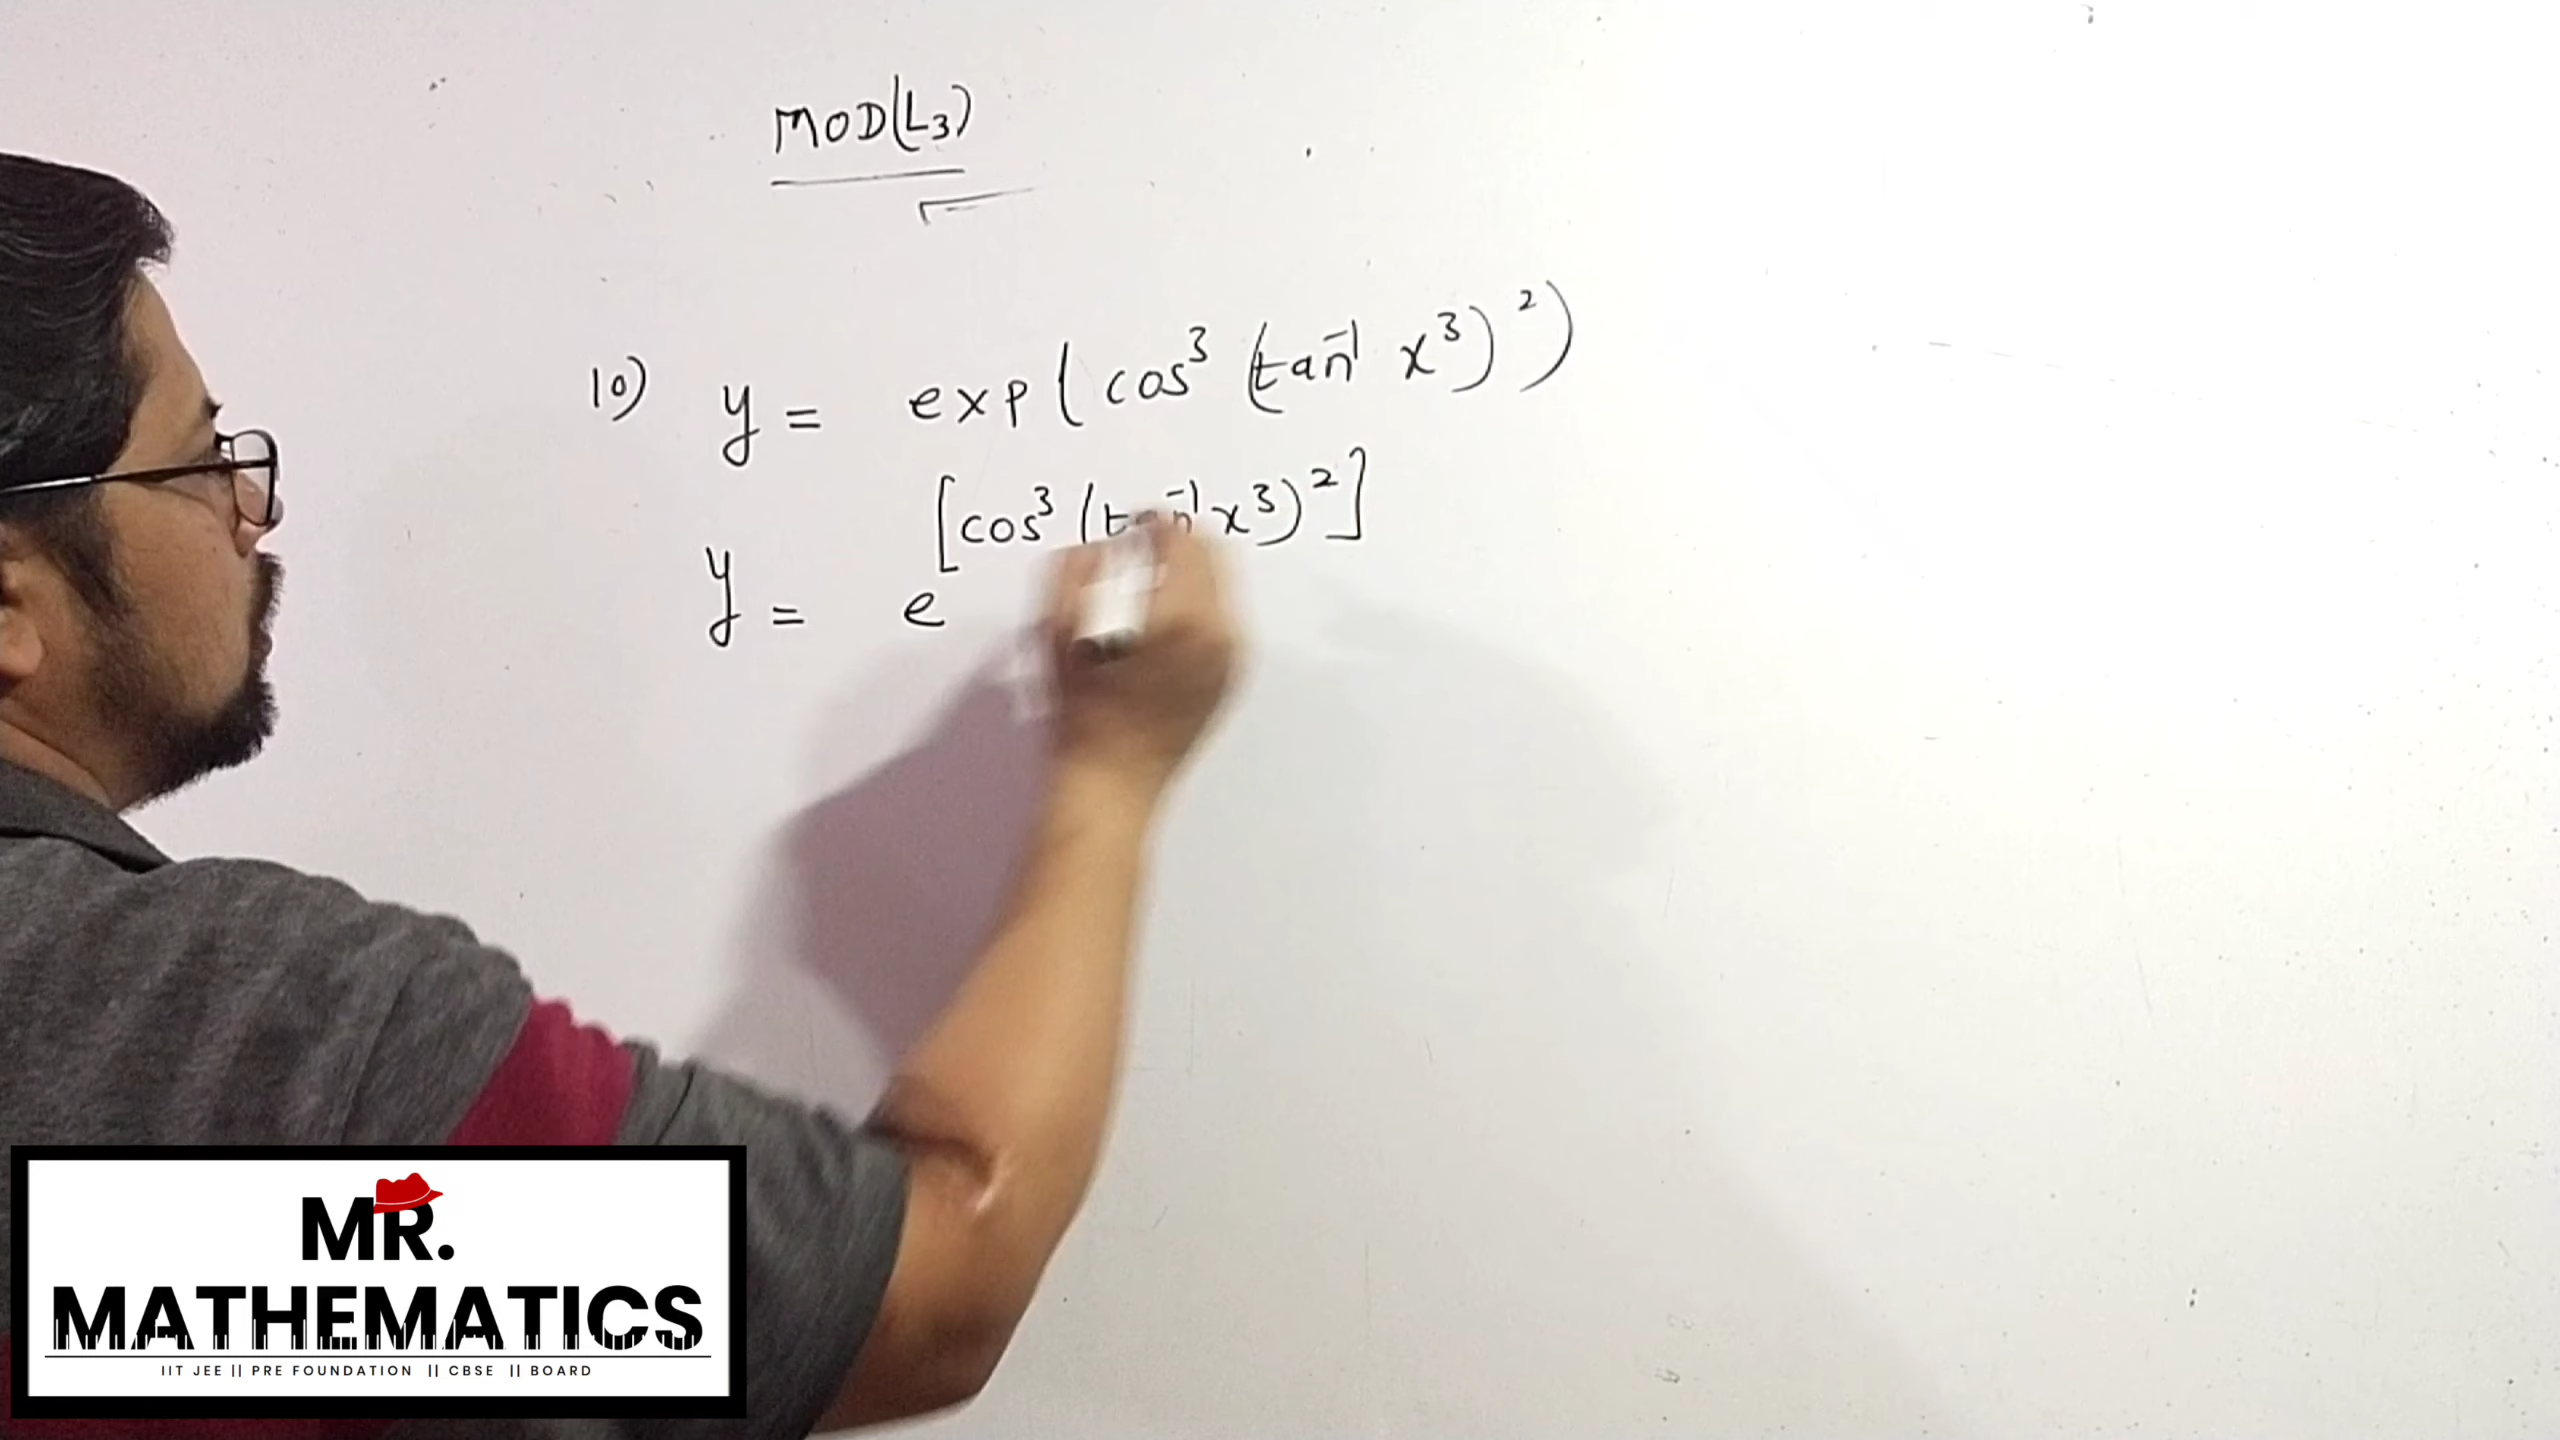 MOD(L₃)
10) y = exp(cos³ (tan⁻¹ x³)²)
y = e^[cos³ (tan⁻¹ x³)²]
MR.
MATHEMATICS
IIT JEE || PRE FOUNDATION || CBSE || BOARD